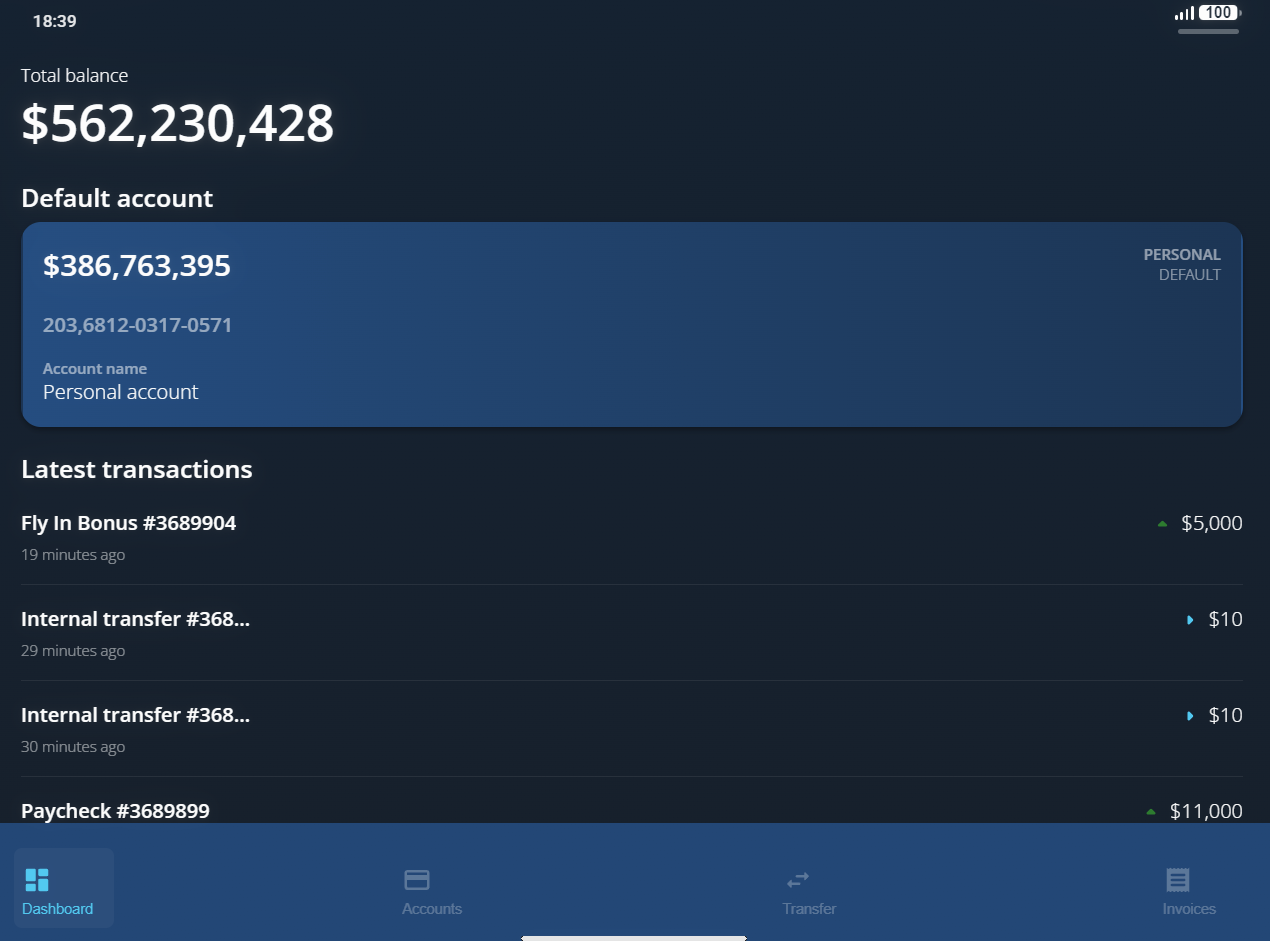 18:39
100
Total balance
$562,230,428
Default account
$386,763,395
PERSONAL
DEFAULT
203,6812-0317-0571
Account name
Personal account
Latest transactions
Fly In Bonus #3689904
$5,000
19 minutes ago
Internal transfer #368...
$10
29 minutes ago
Internal transfer #368...
$10
30 minutes ago
Paycheck #3689899
$11,000
Dashboard
Accounts
Transfer
Invoices